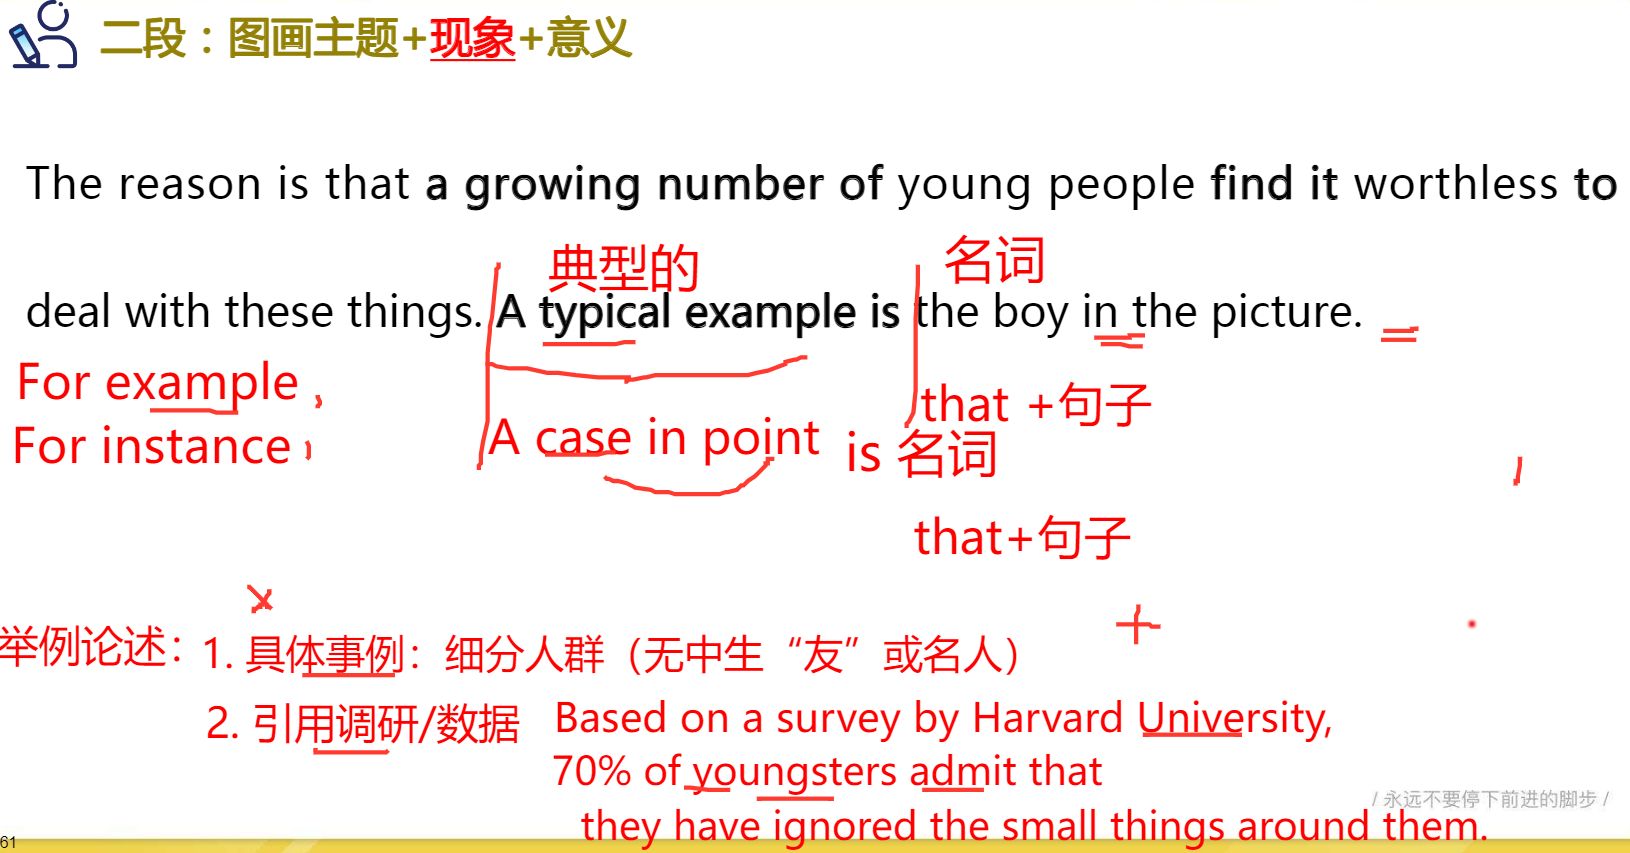 二段：图画主题+现象+意义
The reason is that a growing number of young people find it worthless to
典型的
名词
deal with these things. A typical example is the boy in the picture.
For example,
that +句子
For instance,
A case in point is 名词
that+句子
举例论述：1. 具体事例：细分人群（无中生“友”或名人）
2. 引用调研/数据 Based on a survey by Harvard University,
70% of youngsters admit that
/ 永远不要停下前进的脚步 /
they have ignored the small things around them.
61